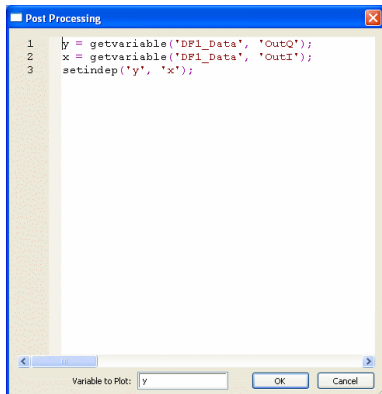 Post Processing
1 y = getvariable('DF1_Data', 'OutQ');
2 x = getvariable('DF1_Data', 'OutI');
3 setindep('y', 'x');
Variable to Plot: y OK Cancel